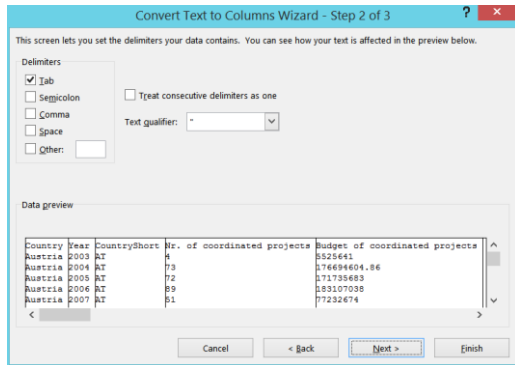 Convert Text to Columns Wizard - Step 2 of 3
?
×
This screen lets you set the delimiters your data contains. You can see how your text is affected in the preview below.
Delimiters
Tab
Semicolon
Comma
Space
Other:
Treat consecutive delimiters as one
Text qualifier: "
Data preview
Country Year CountryShort Nr. of coordinated projects Budget of coordinated projects
Austria 2003 AT 4 5525641
Austria 2004 AT 73 176694604.86
Austria 2005 AT 72 171735683
Austria 2006 AT 89 183107038
Austria 2007 AT 51 77232674
Cancel < Back Next > Finish